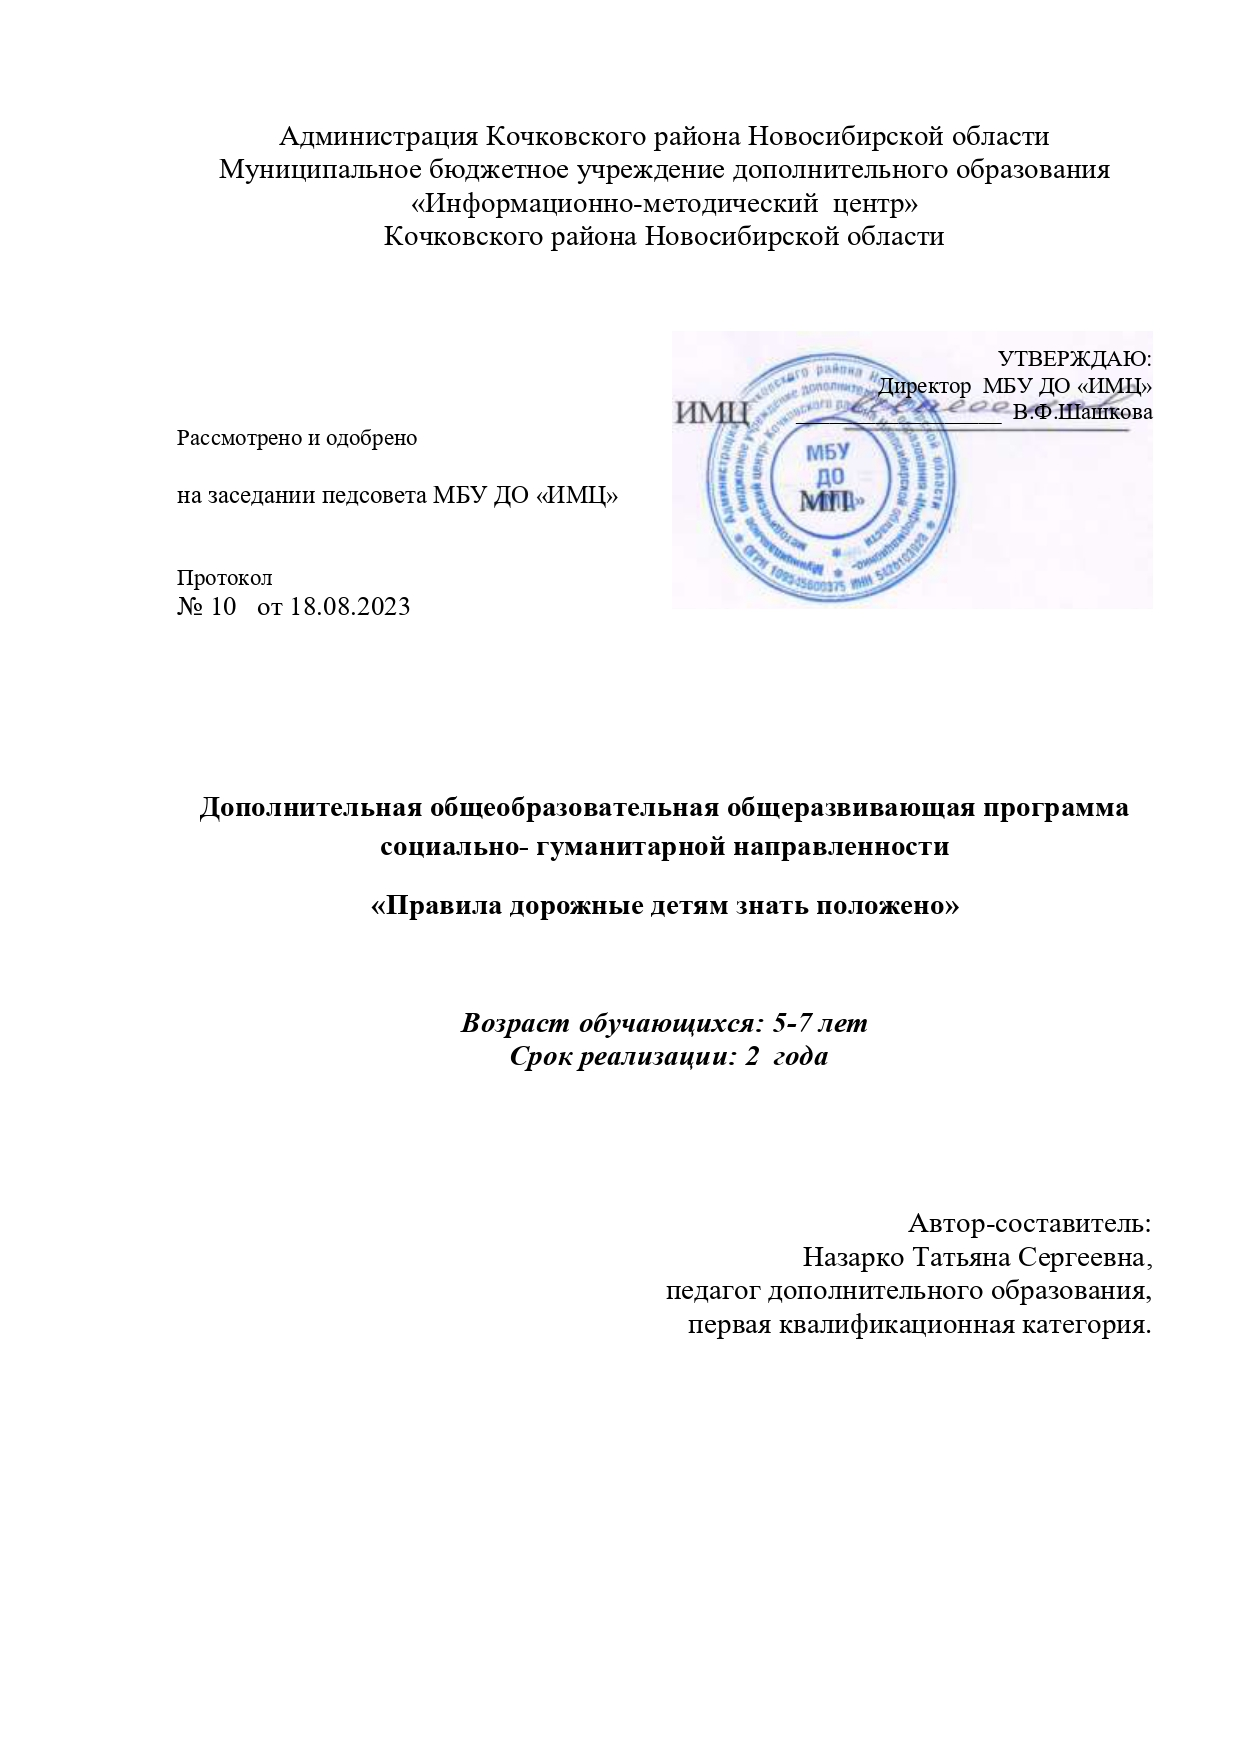 Администрация Кочковского района Новосибирской области
Муниципальное бюджетное учреждение дополнительного образования
«Информационно-методический  центр»
Кочковского района Новосибирской области
УТВЕРЖДАЮ:
Директор  МБУ ДО «ИМЦ»
ИМЦ ___________________ В.Ф.Шашкова
Рассмотрено и одобрено
на заседании педсовета МБУ ДО «ИМЦ»
МБУ
ДО
МП
Протокол
№ 10   от 18.08.2023
Дополнительная общеобразовательная общеразвивающая программа
социально- гуманитарной направленности
«Правила дорожные детям знать положено»
Возраст обучающихся: 5-7 лет
Срок реализации: 2  года
Автор-составитель:
Назарко Татьяна Сергеевна,
педагог дополнительного образования,
первая квалификационная категория.